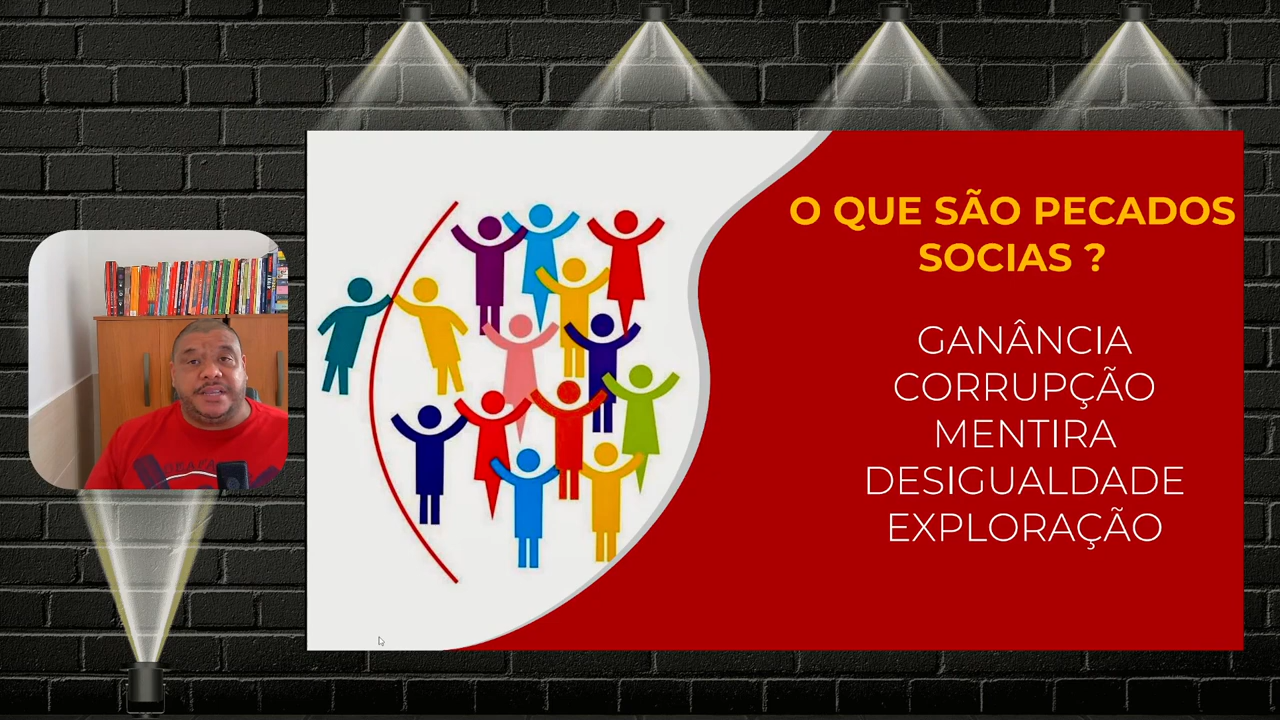 O QUE SÃO PECADOS
SOCIAS ?
GANÂNCIA
CORRUPÇÃO
MENTIRA
DESIGUALDADE
EXPLORAÇÃO